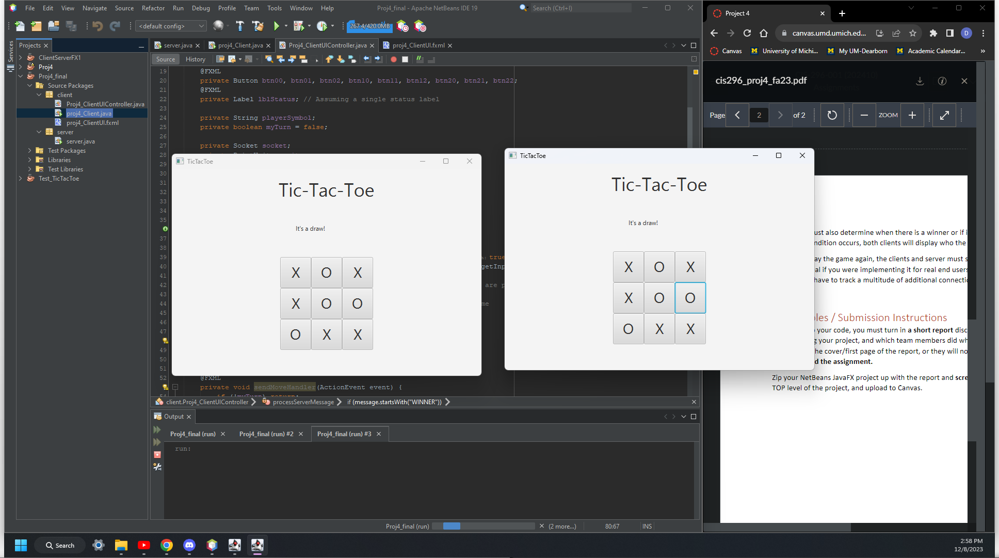 File Edit View Navigate Source Refactor Run Debug Profile Team Tools Window Help
Proj4_final - Apache NetBeans IDE 19
Search (Ctrl+I)
<default config>
267.4/420.0MB
Services
Projects
ClientServerFX1
Proj4
Proj4_final
Source Packages
client
Proj4_ClientUIController.java
proj4_Client.java
proj4_ClientUI.fxml
server
server.java
Test Packages
Libraries
Test Libraries
Test_TicTacToe
server.java proj4_Client.java Proj4_ClientUIController.java proj4_ClientUI.fxml
Source History
19 @FXML
20 private Button btn00, btn01, btn02, btn10, btn11, btn12, btn20, btn21, btn22;
21 @FXML
22 private Label lblStatus; // Assuming a single status label
23
24 private String playerSymbol;
25 private boolean myTurn = false;
26
27 private Socket socket;
28
29
30
31
32
33
34
35
37
38
39 true
40 getInp
41
42 are p
43
44 me
45
46
47
49
50
51
52 @FXML
private void sendMoveHandler(ActionEvent event) {
54 if (!myTurn) return;
client.Proj4_ClientUIController processServerMessage if (message.startsWith("WINNER"))
TicTacToe
Tic-Tac-Toe
It's a draw!
X O X
X O O
O X X
TicTacToe
Tic-Tac-Toe
It's a draw!
X O X
X O O
O X X
Output
Proj4_final (run) Proj4_final (run) #2 Proj4_final (run) #3
run:
Proj4_final (run) (2 more...) 80:67 INS
Project 4
canvas.umd.umich.ed...
D
Canvas University of Michi... My UM-Dearborn Academic Calendar...
cis296_proj4_fa23.pdf
Page 2 of 2 ZOOM
ust also determine when there is a winner or if i
ndition occurs, both clients will display who the
ay the game again, the clients and server must s
al if you were implementing it for real end users
have to track a multitude of additional connecti
les / Submission Instructions
your code, you must turn in a short report disc
g your project, and which team members did wh
he cover/first page of the report, or they will no
d the assignment.
Zip your NetBeans JavaFX project up with the report and scre
TOP level of the project, and upload to Canvas.
Search
2:58 PM
12/8/2023